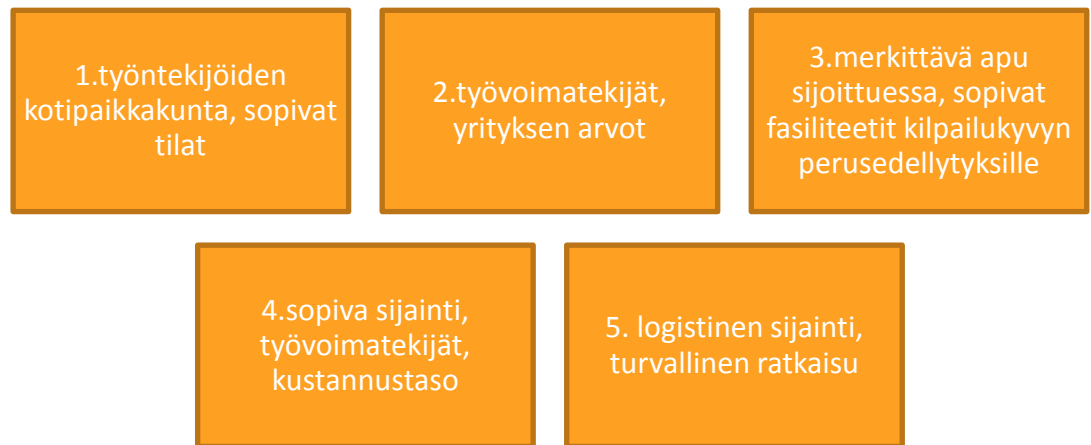 1.työntekijöiden
kotipaikkakunta, sopivat
tilat
2.työvoimatekijät,
yrityksen arvot
3.merkittävä apu
sijoittuessa, sopivat
fasiliteetit kilpailukyvyn
perusedellytyksille
4.sopiva sijainti,
työvoimatekijät,
kustannustaso
5. logistinen sijainti,
turvallinen ratkaisu